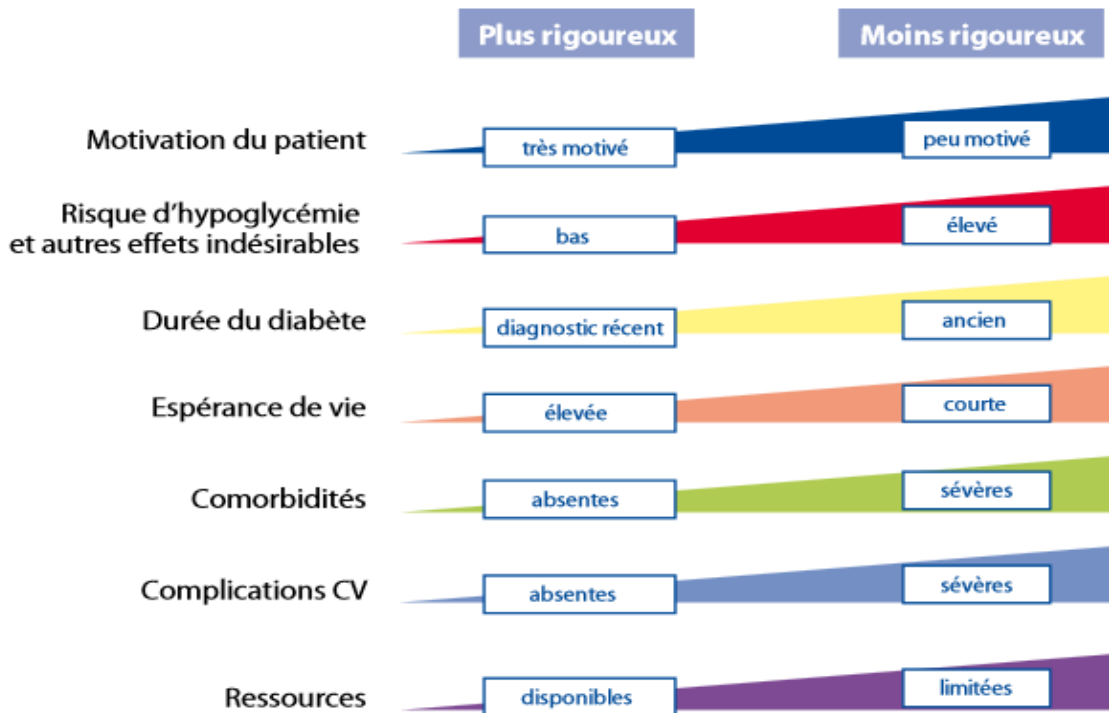 Plus rigoureux
Moins rigoureux
Motivation du patient
très motivé
peu motivé
Risque d'hypoglycémie
et autres effets indésirables
bas
élevé
Durée du diabète
diagnostic récent
ancien
Espérance de vie
élevée
courte
Comorbidités
absentes
sévères
Complications CV
absentes
sévères
Ressources
disponibles
limitées